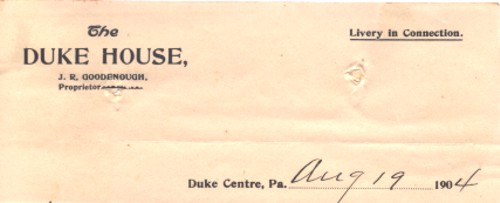 The
Livery in Connection.
DUKE HOUSE,
J. R. GOODENOUGH,
Proprietor
Duke Centre, Pa. Aug 19 1904